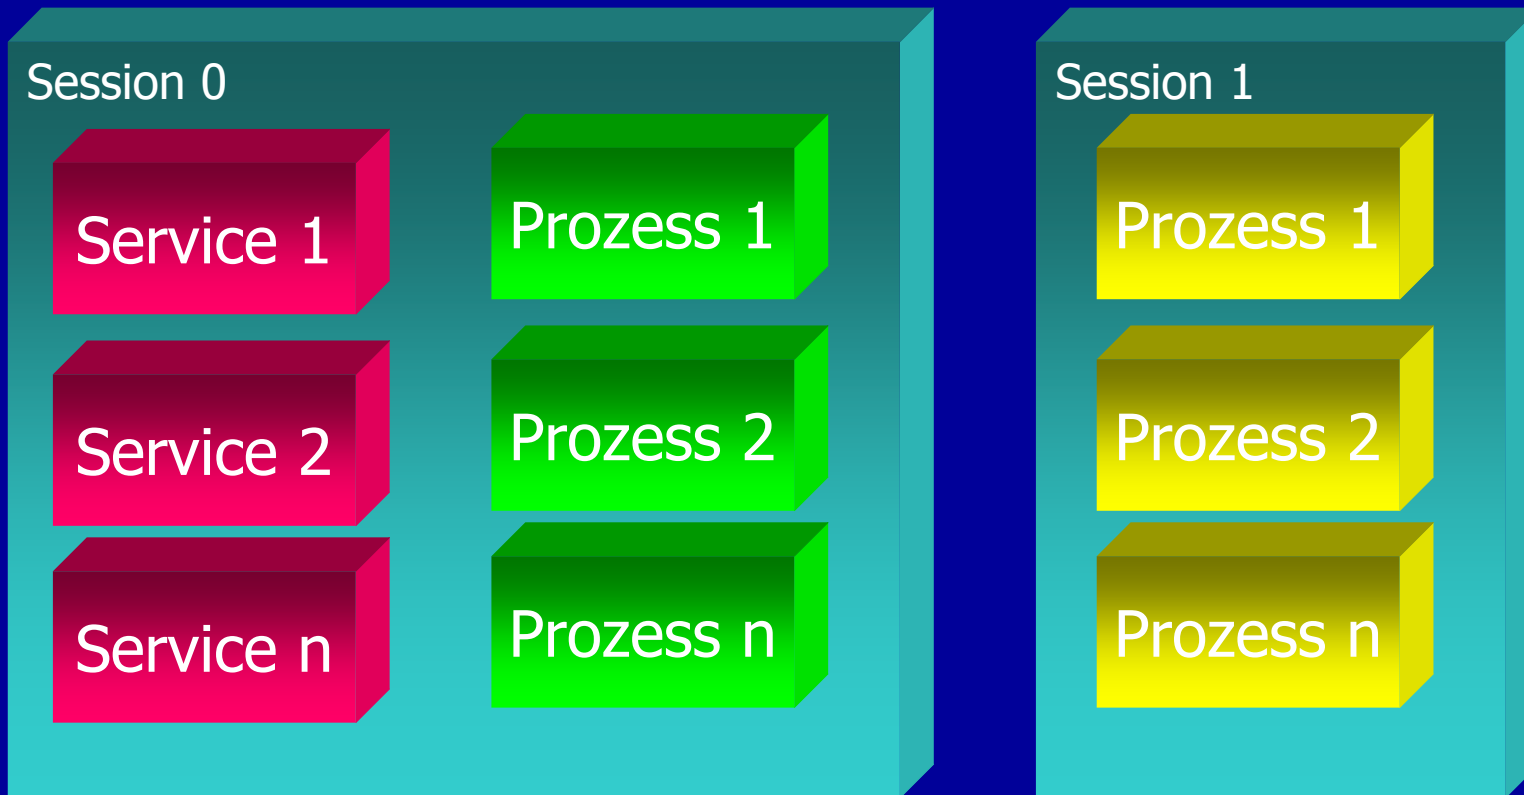 Session 0
Service 1
Service 2
Service n
Prozess 1
Prozess 2
Prozess n
Session 1
Prozess 1
Prozess 2
Prozess n